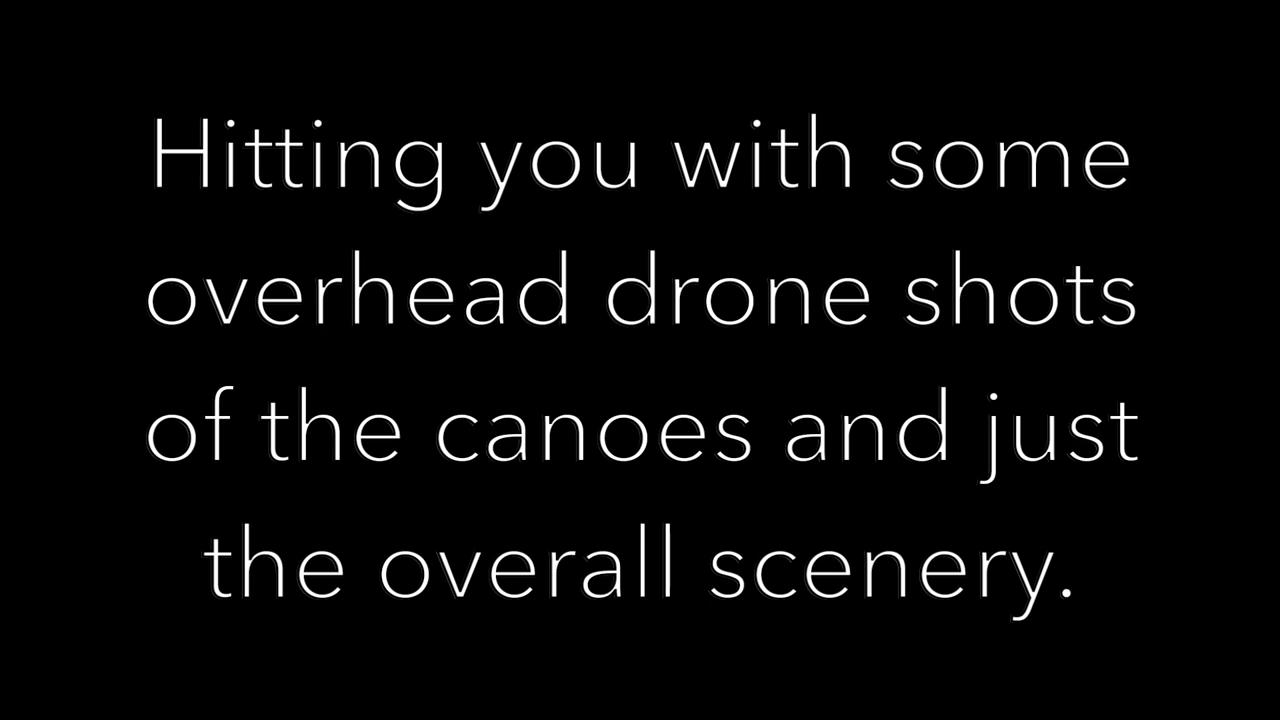 Hitting you with some
overhead drone shots
of the canoes and just
the overall scenery.